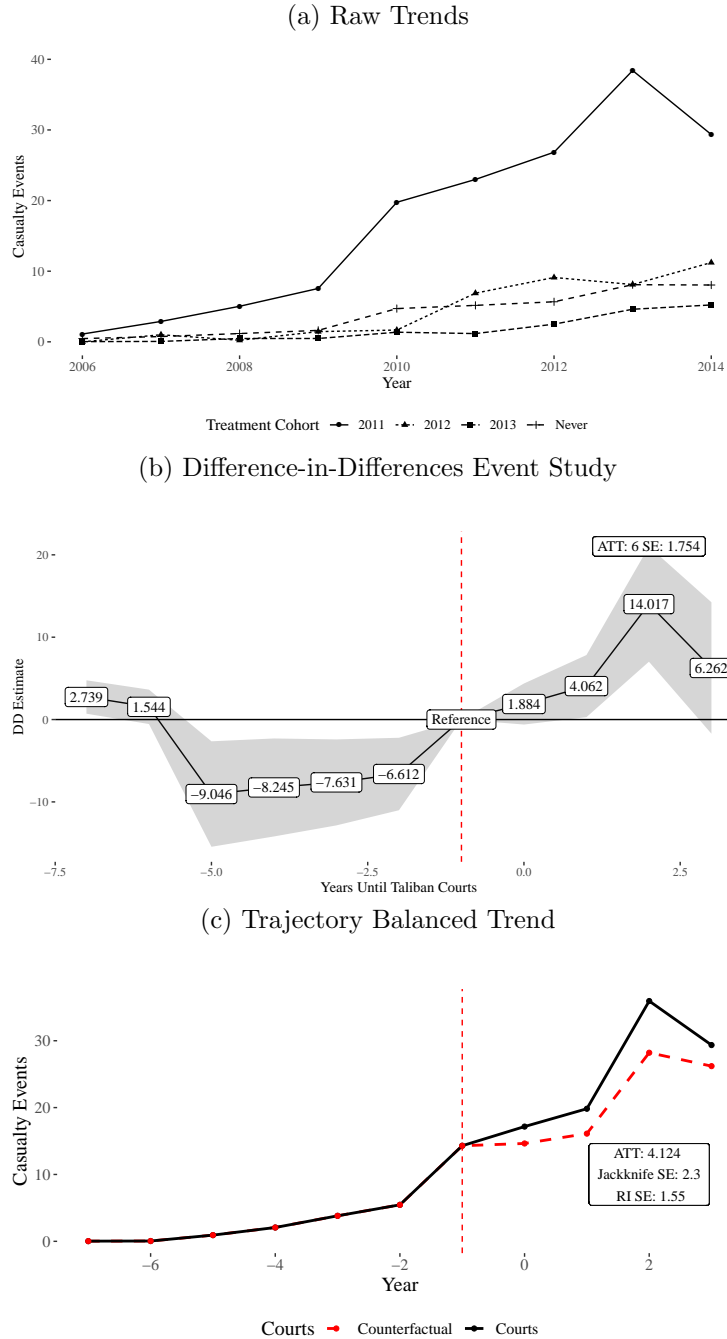 (a) Raw Trends
40
30
20
10
0
Casualty Events
2006 2008 2010 2012 2014
Year
Treatment Cohort 2011 2012 2013 Never
(b) Difference-in-Differences Event Study
20
10
0
−10
DD Estimate
ATT: 6 SE: 1.754
2.739
1.544
−9.046
−8.245
−7.631
−6.612
Reference
1.884
4.062
14.017
6.262
−7.5 −5.0 −2.5 0.0 2.5
Years Until Taliban Courts
(c) Trajectory Balanced Trend
30
20
10
0
Casualty Events
ATT: 4.124
Jackknife SE: 2.3
RI SE: 1.55
−6 −4 −2 0 2
Year
Courts Counterfactual Courts